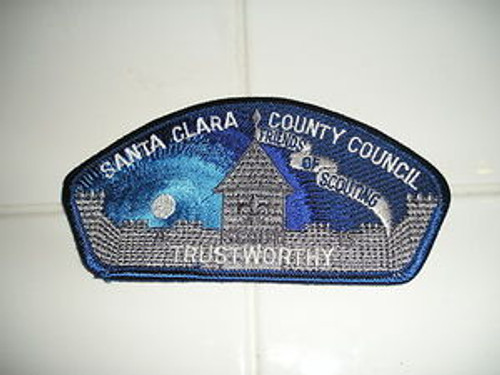 SANTA CLARA COUNTY COUNCIL
FRIENDS
OF
SCOUTING
TRUSTWORTHY